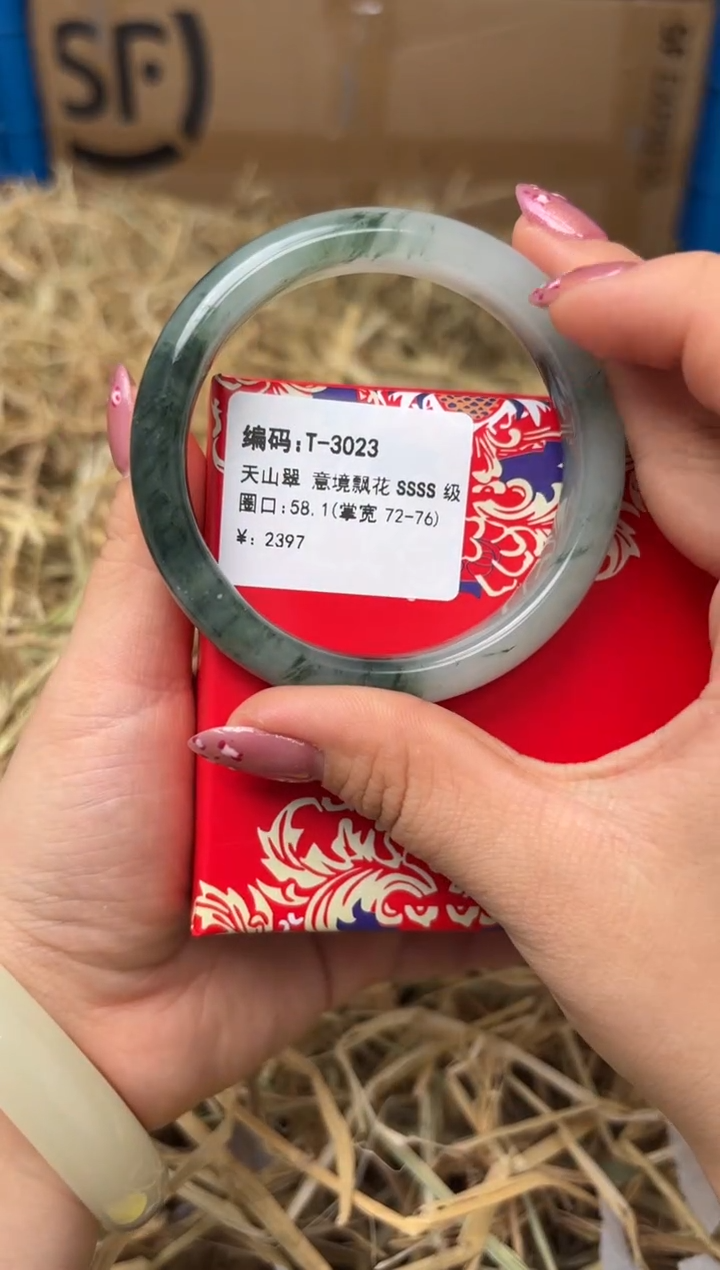 SF
编码:T-3023
天山翠 意境飘花 SSSS 级
圈口:58.1(掌宽 72-76)
¥: 2397